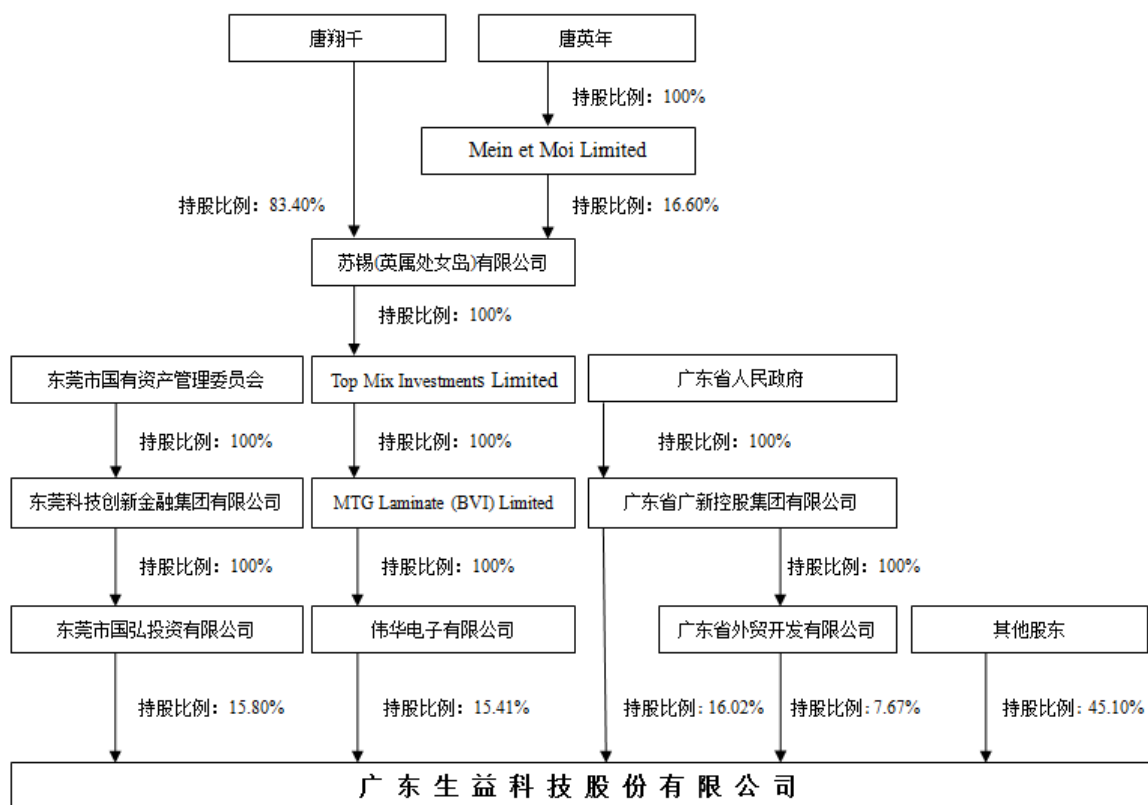 唐翔千
唐英年
持股比例：100%
Mein et Moi Limited
持股比例：83.40%
持股比例：16.60%
苏锡(英属处女岛)有限公司
持股比例：100%
东莞市国有资产管理委员会
Top Mix Investments Limited
广东省人民政府
持股比例：100%
持股比例：100%
持股比例：100%
东莞科技创新金融集团有限公司
MTG Laminate (BVI) Limited
广东省广新控股集团有限公司
持股比例：100%
持股比例：100%
持股比例：100%
东莞市国弘投资有限公司
伟华电子有限公司
广东省外贸开发有限公司
其他股东
持股比例：15.80%
持股比例：15.41%
持股比例：16.02%
持股比例：7.67%
持股比例：45.10%
广东生益科技股份有限公司